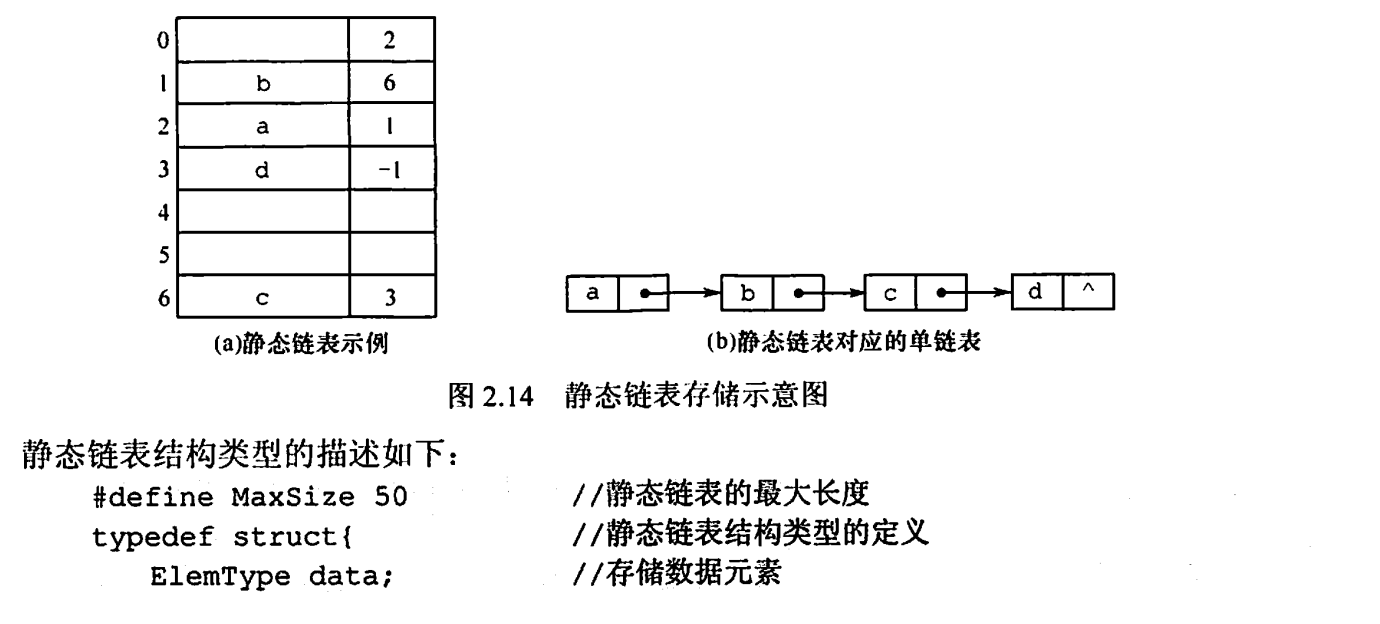 0 2
1 b 6
2 a 1
3 d -1
4
5
6 c 3
a b c d ^
(a)静态链表示例
(b)静态链表对应的单链表
图 2.14 静态链表存储示意图
静态链表结构类型的描述如下：
#define MaxSize 50 //静态链表的最大长度
typedef struct{ //静态链表结构类型的定义
ElemType data; //存储数据元素